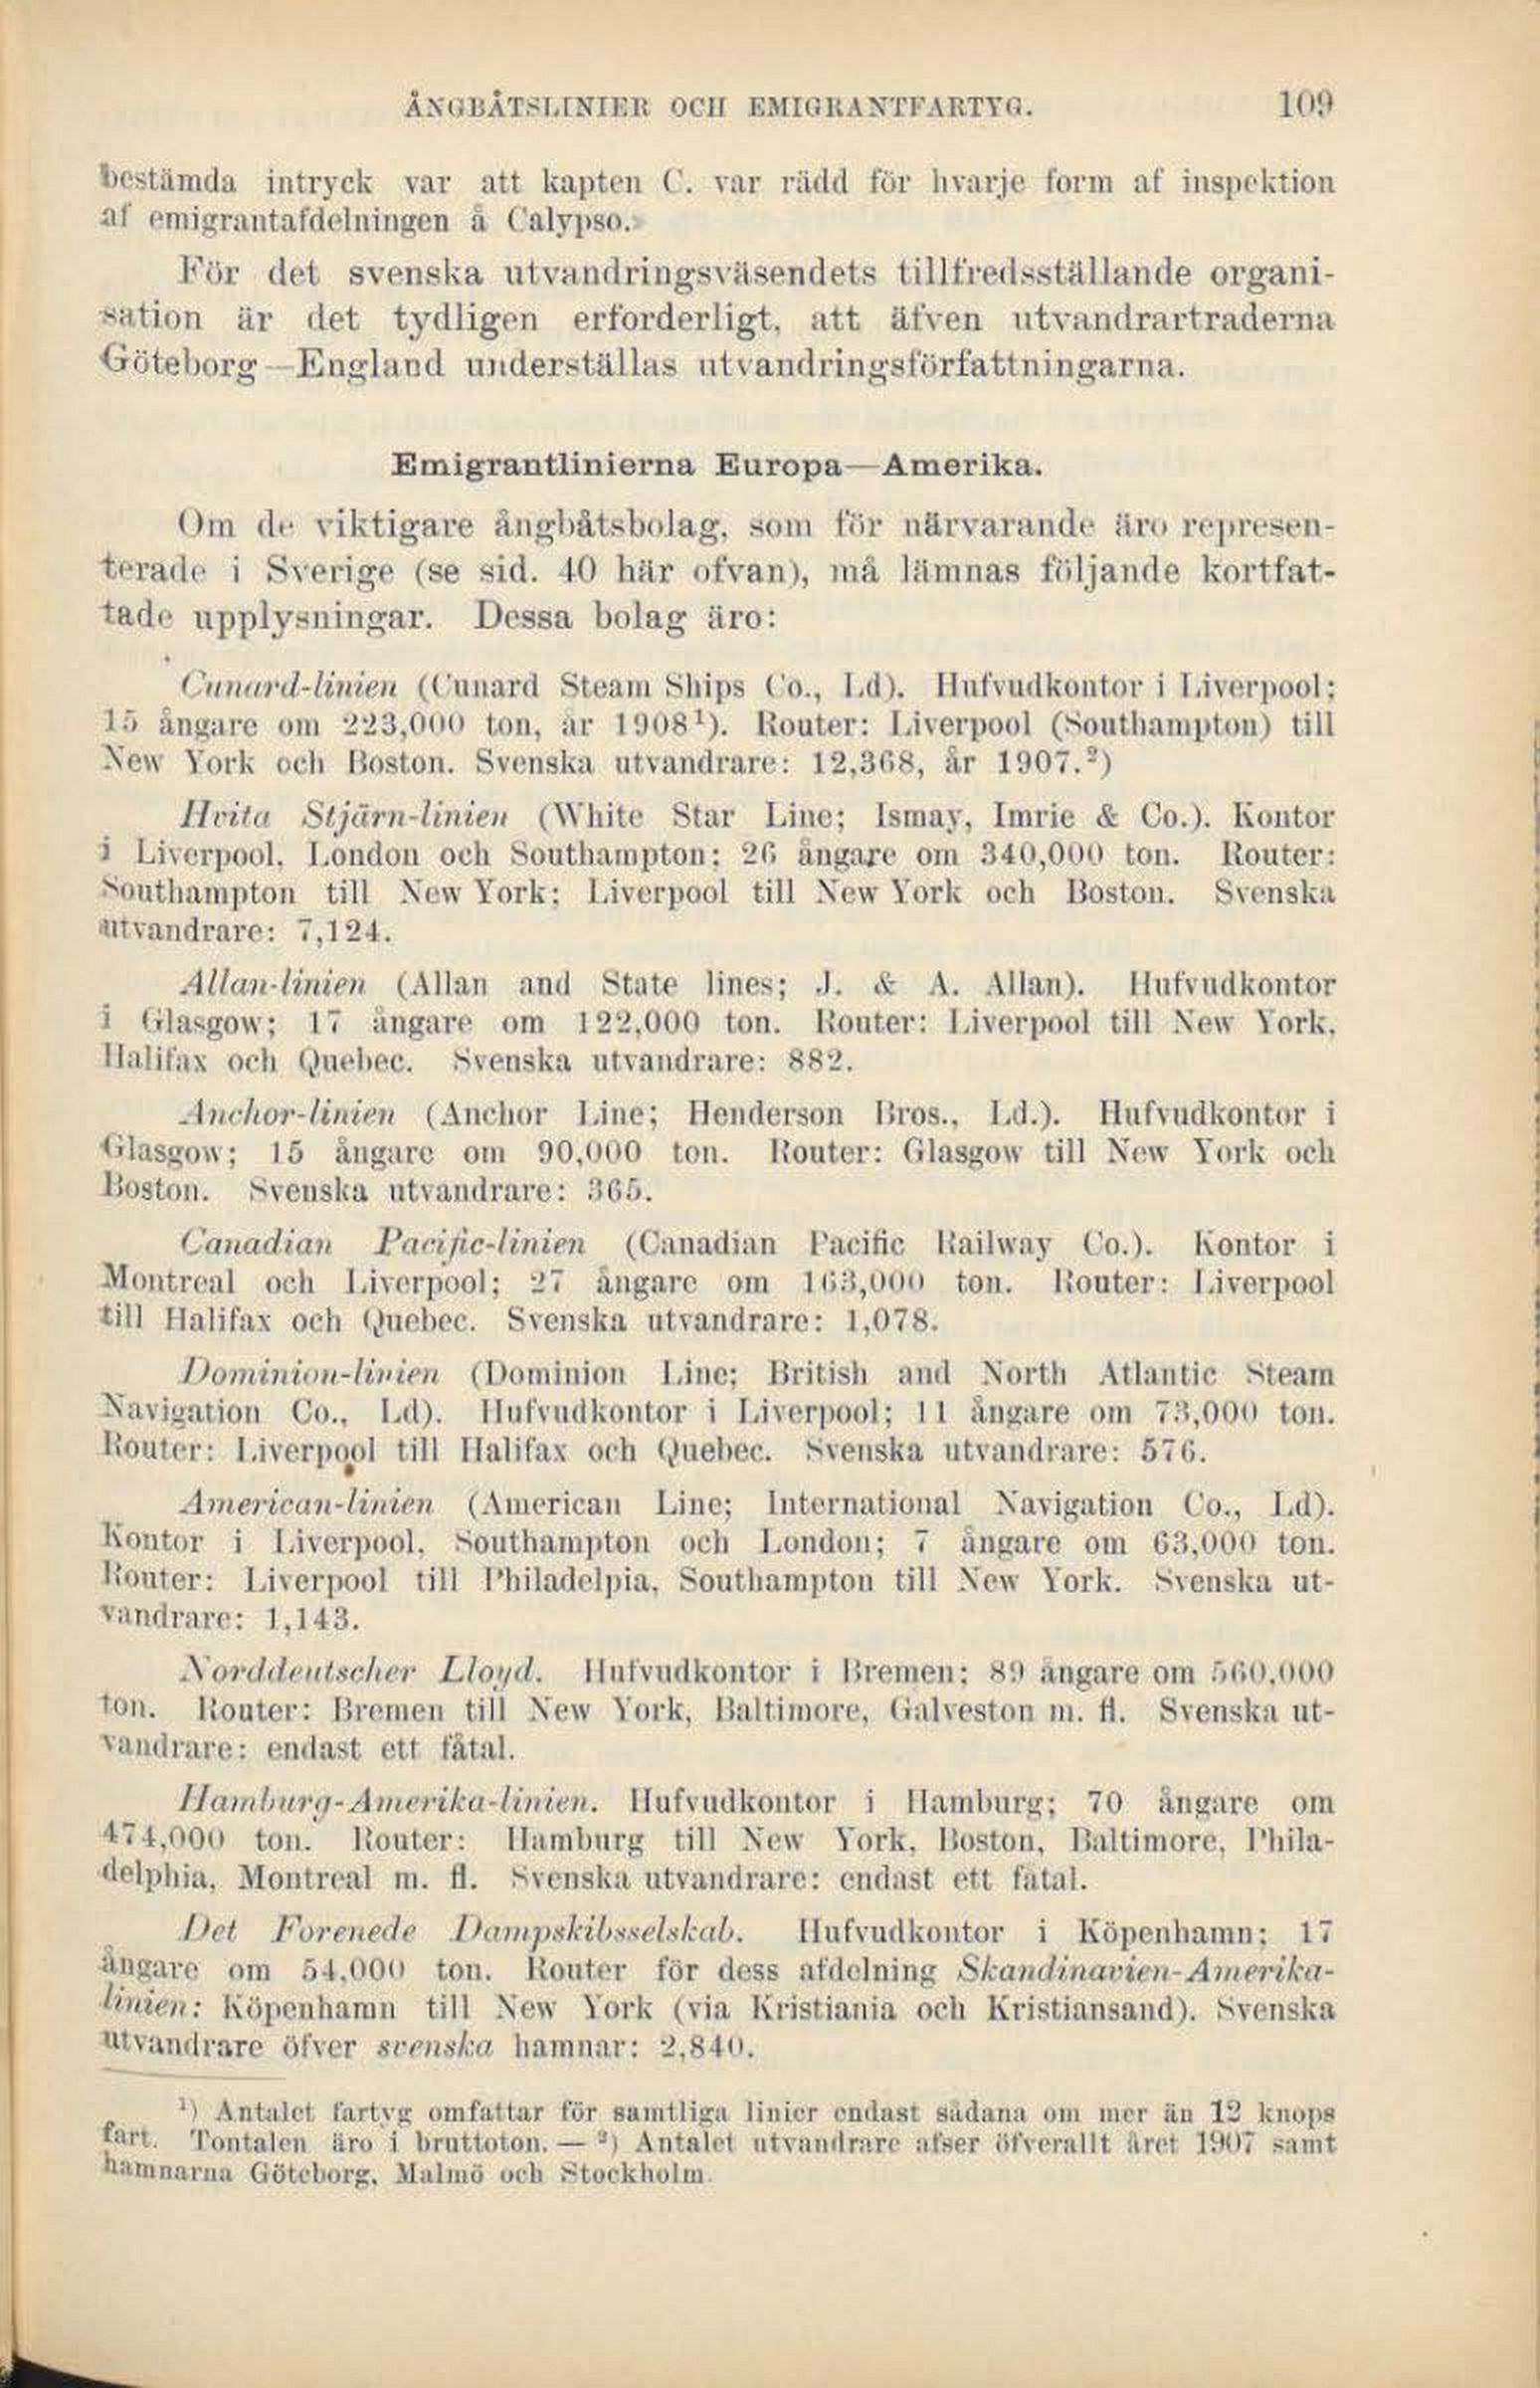 ÅNGBÅTSLINIER OCH EMIGRANTFARTYG. 109
bestämda intryck var att kapten C. var rädd för hvarje form af inspektion
af emigrantafdelningen å Calypso.»
För det svenska utvandringsväsendets tillfredsställande organi-
sation är det tydligen erforderligt, att äfven utvandrartraderna
Göteborg—England underställas utvandringsförfattningarna.
Emigrantlinierna Europa—Amerika.
Om de viktigare ångbåtsbolag, som för närvarande äro represen-
terade i Sverige (se sid. 40 här ofvan), må lämnas följande kortfat-
tade upplysningar. Dessa bolag äro:
Cunard-linien (Cunard Steam Ships Co., Ld). Hufvudkontor i Liverpool;
15 ångare om 223,000 ton, år 1908¹). Router: Liverpool (Southampton) till
New York och Boston. Svenska utvandrare: 12,368, år 1907.²)
Hvita Stjärn-linien (White Star Line; Ismay, Imrie & Co.). Kontor
i Liverpool, London och Southampton; 26 ångare om 340,000 ton. Router:
Southampton till New York; Liverpool till New York och Boston. Svenska
utvandrare: 7,124.
Allan-linien (Allan and State lines; J. & A. Allan). Hufvudkontor
i Glasgow; 17 ångare om 122,000 ton. Router: Liverpool till New York,
Halifax och Quebec. Svenska utvandrare: 882.
Anchor-linien (Anchor Line; Henderson Bros., Ld.). Hufvudkontor i
Glasgow; 15 ångare om 90,000 ton. Router: Glasgow till New York och
Boston. Svenska utvandrare: 365.
Canadian Pacific-linien (Canadian Pacific Railway Co.). Kontor i
Montreal och Liverpool; 27 ångare om 163,000 ton. Router: Liverpool
till Halifax och Quebec. Svenska utvandrare: 1,078.
Dominion-linien (Dominion Line; British and North Atlantic Steam
Navigation Co., Ld). Hufvudkontor i Liverpool; 11 ångare om 73,000 ton.
Router: Liverpool till Halifax och Quebec. Svenska utvandrare: 576.
American-linien (American Line; International Navigation Co., Ld).
Kontor i Liverpool, Southampton och London; 7 ångare om 63,000 ton.
Router: Liverpool till Philadelpia, Southampton till New York. Svenska ut-
vandrare: 1,143.
Norddeutscher Lloyd. Hufvudkontor i Bremen; 89 ångare om 560,000
ton. Router: Bremen till New York, Baltimore, Galveston m. fl. Svenska ut-
vandrare: endast ett fåtal.
Hamburg-Amerika-linien. Hufvudkontor i Hamburg; 70 ångare om
474,000 ton. Router: Hamburg till New York, Boston, Baltimore, Phila-
delphia, Montreal m. fl. Svenska utvandrare: endast ett fåtal.
Det Forenede Dampskibsselskab. Hufvudkontor i Köpenhamn; 17
ångare om 54,000 ton. Router för dess afdelning Skandinavien-Amerika-
linien: Köpenhamn till New York (via Kristiania och Kristiansand). Svenska
utvandrare öfver svenska hamnar: 2,840.
¹) Antalet fartyg omfattar för samtliga linier endast sådana om mer än 12 knops
fart. Tontalen äro i bruttoton. — ²) Antalet utvandrare afser öfverallt året 1907 samt
hamnarna Göteborg, Malmö och Stockholm.